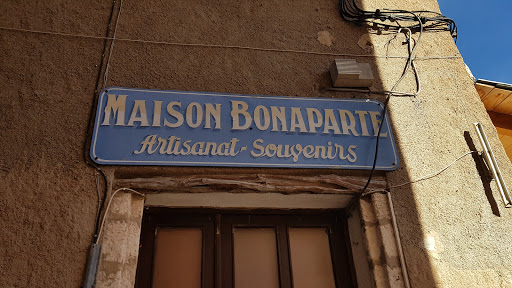 MAISON BONAPARTE
Artisanat - Souvenirs